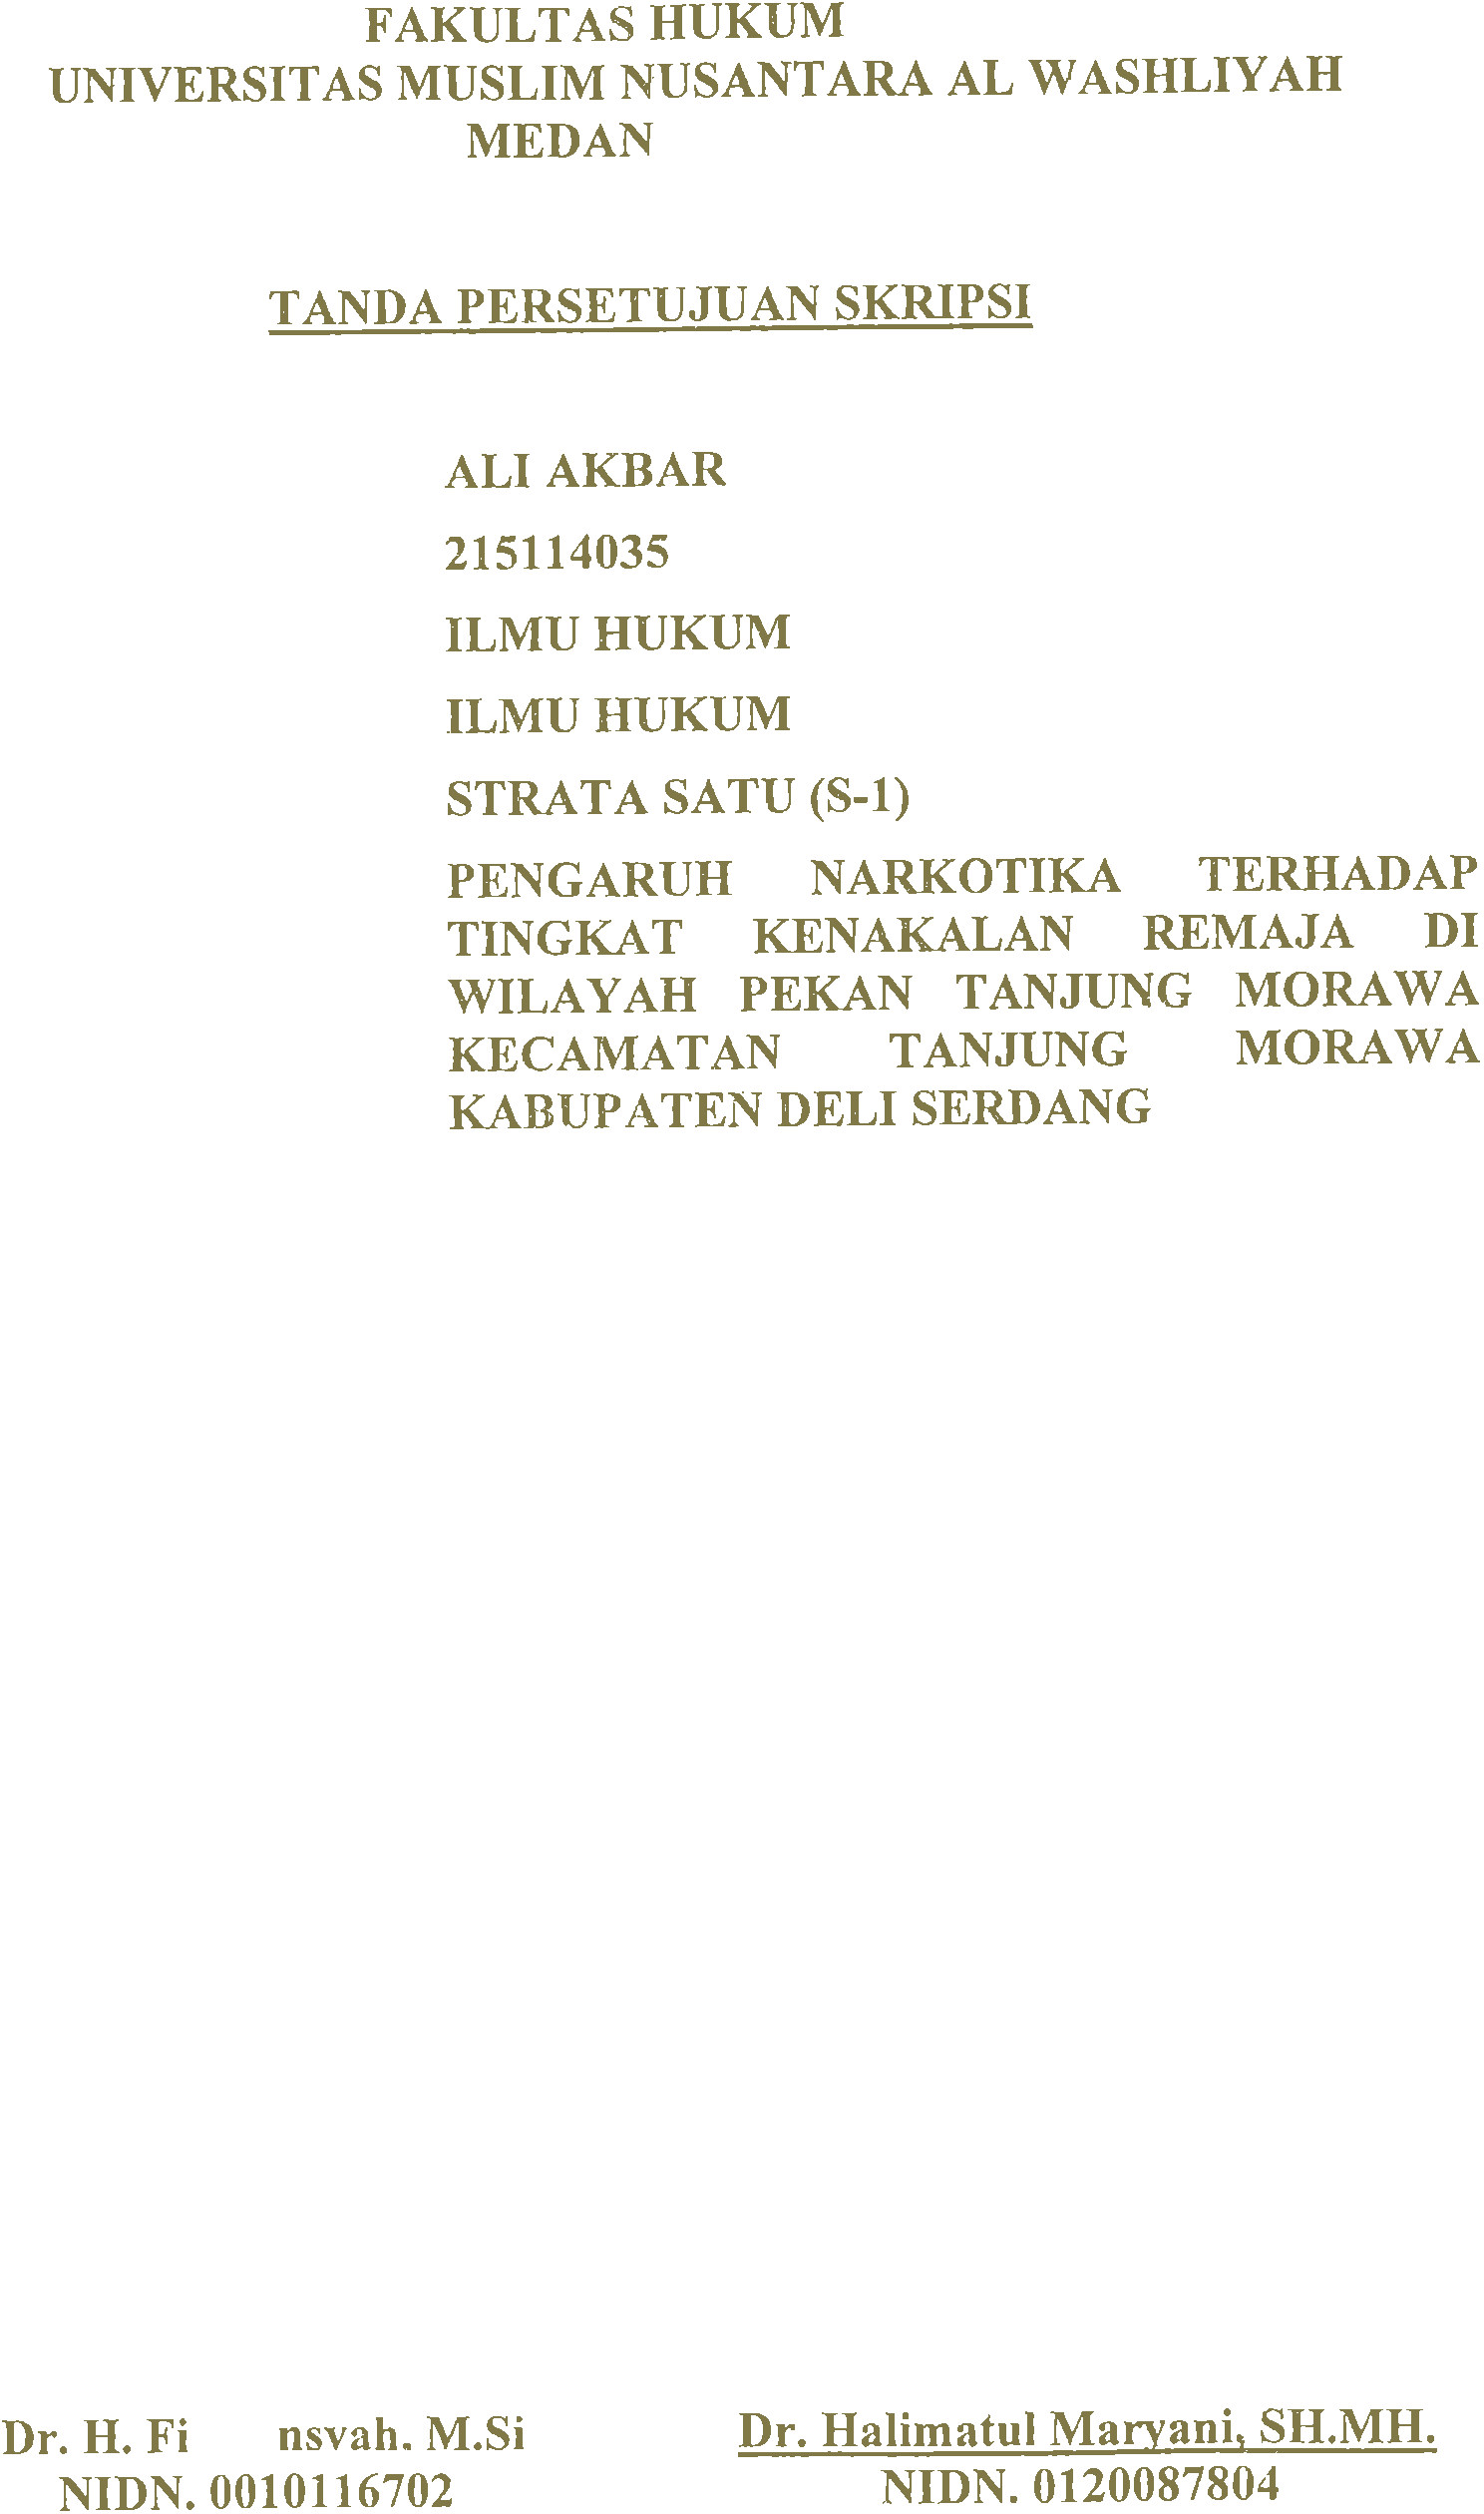 FAKULTAS HUKUM
UNIVERSITAS MUSLIM NUSANTARA AL WASHLIYAH
MEDAN
TANDA PERSETUJUAN SKRIPSI
ALI AKBAR
215114035
ILMU HUKUM
ILMU HUKUM
STRATA SATU (S-1)
PENGARUH NARKOTIKA TERHADAP
TINGKAT KENAKALAN REMAJA DI
WILAYAH PEKAN TANJUNG MORAWA
KECAMATAN TANJUNG MORAWA
KABUPATEN DELI SERDANG
Dr. H. M.Si Dr. Halimatul Maryani, SH.MH.
NIDN. 0010116702 NIDN. 0120087804